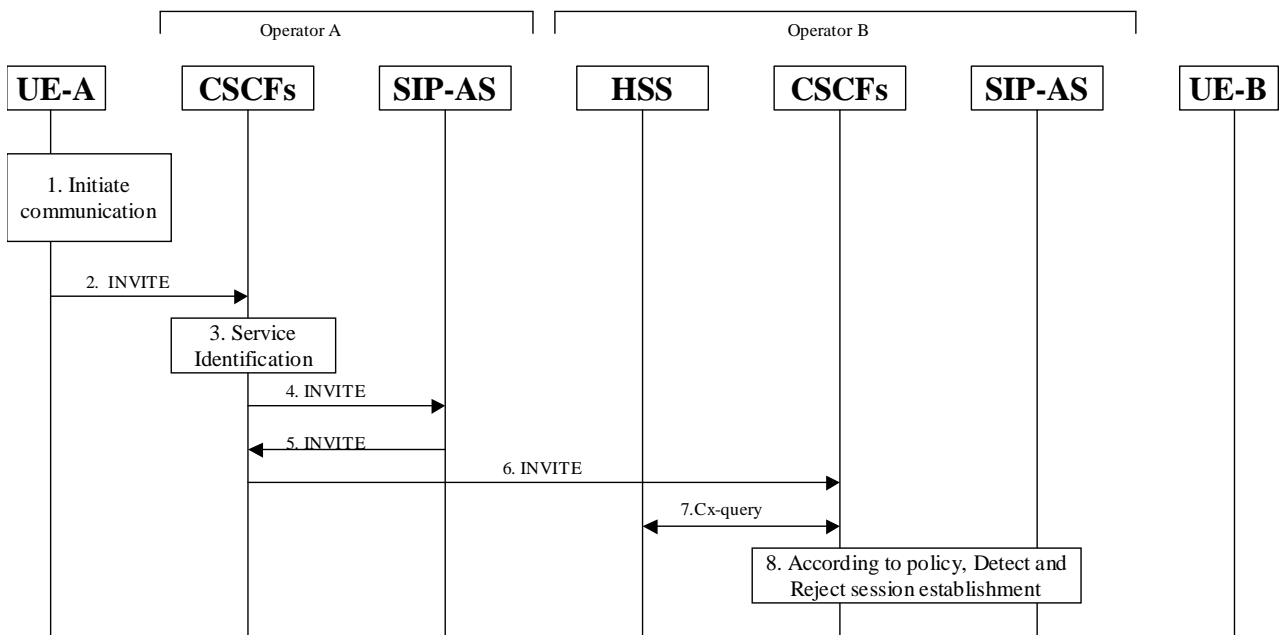 Operator A
Operator B
UE-A
CSCFs
SIP-AS
HSS
CSCFs
SIP-AS
UE-B
1. Initiate
communication
2. INVITE
3. Service
Identification
4. INVITE
5. INVITE
6. INVITE
7.Cx-query
8. According to policy, Detect and
Reject session establishment